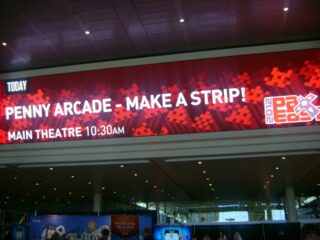 TODAY
PENNY ARCADE - MAKE A STRIP!
MAIN THEATRE 10:30AM